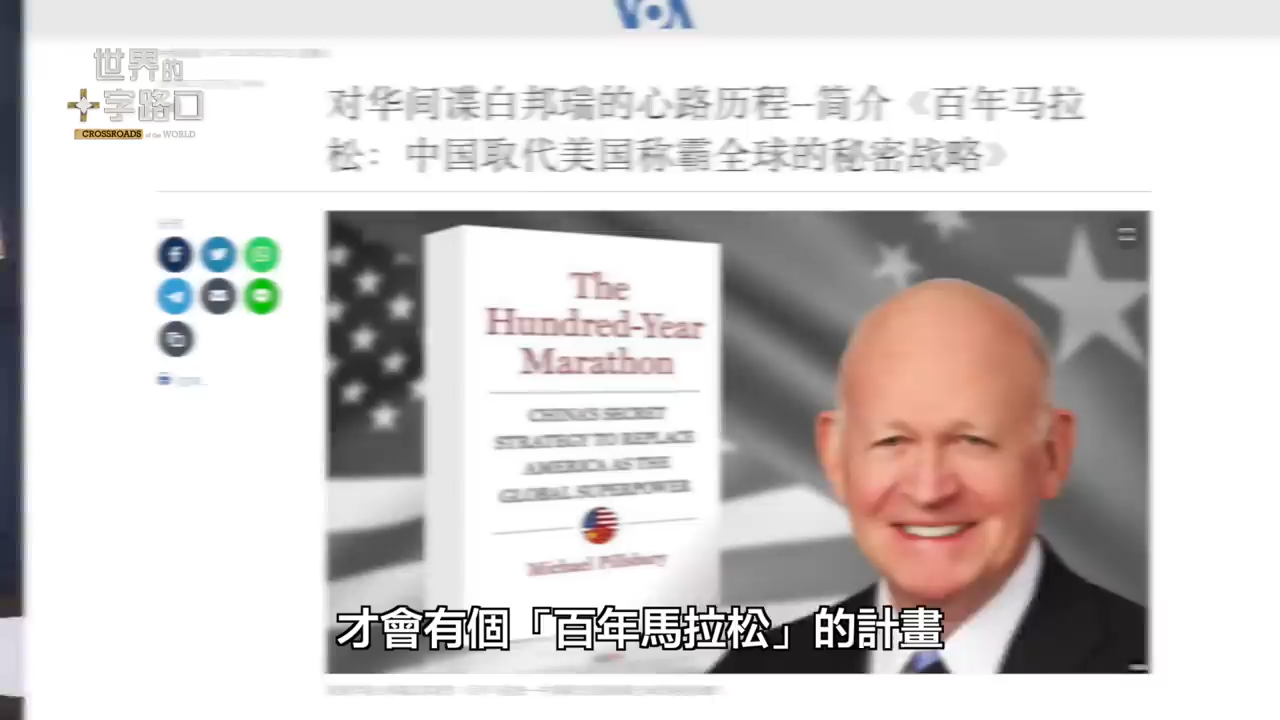 VOA
世界的
十字路口
CROSSROADS of the WORLD
对华间谍白邦瑞的心路历程–简介《百年马拉
松：中国取代美国称霸全球的秘密战略》
The
Hundred-Year
Marathon
CHINA'S SECRET
STRATEGY TO REPLACE
AMERICA AS THE
GLOBAL SUPERPOWER
Michael Pillsbury
才會有個「百年馬拉松」的計畫